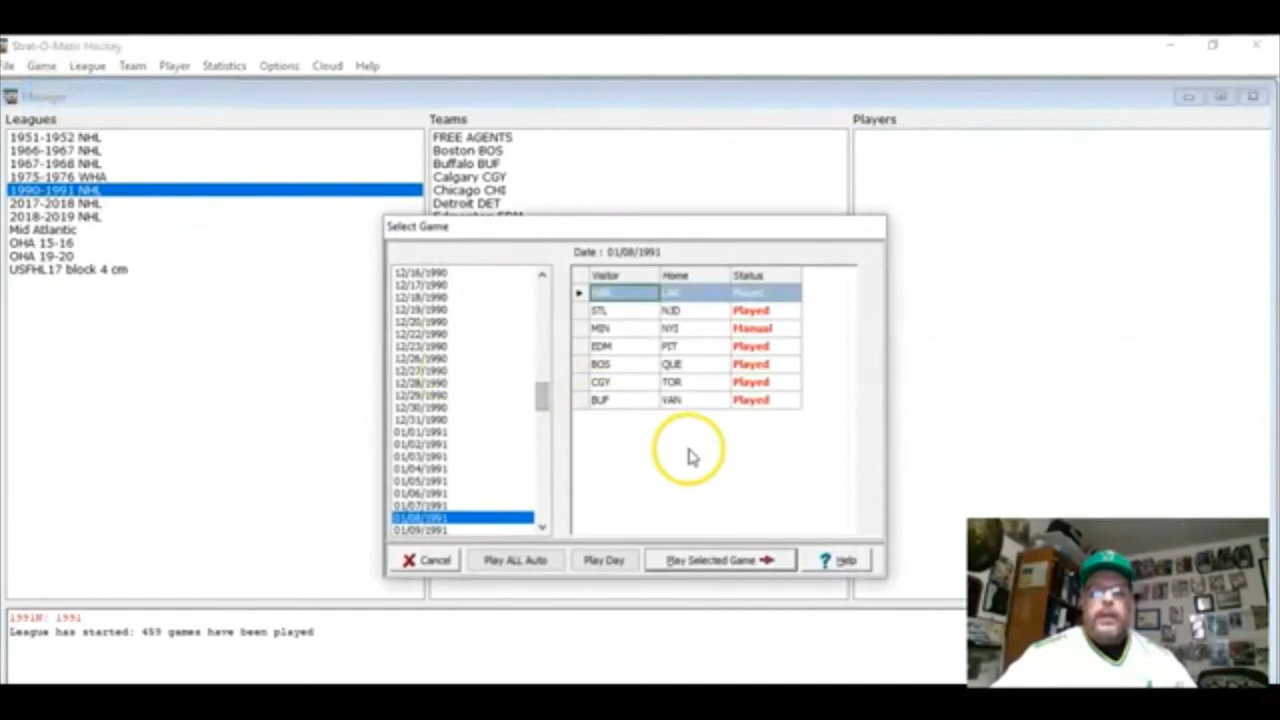 Strat-O-Matic Hockey
File Game League Team Player Statistics Options Cloud Help
Manager
Leagues
1951-1952 NHL
1966-1967 NHL
1967-1968 NHL
1975-1976 WHA
1990-1991 NHL
2017-2018 NHL
2018-2019 NHL
Mid Atlantic
OHA 15-16
OHA 19-20
USFHL17 block 4 cm
Teams
FREE AGENTS
Boston BOS
Buffalo BUF
Calgary CGY
Chicago CHI
Detroit DET
Players
Select Game
Date : 01/08/1991
12/16/1990
12/17/1990
12/18/1990
12/19/1990
12/20/1990
12/22/1990
12/23/1990
12/26/1990
12/27/1990
12/28/1990
12/29/1990
12/30/1990
12/31/1990
01/01/1991
01/02/1991
01/03/1991
01/04/1991
01/05/1991
01/06/1991
01/07/1991
01/08/1991
01/09/1991
Visitor Home Status
STL NJD Played
MIN NYI Manual
EDM PIT Played
BOS QUE Played
CGY TOR Played
BUF VAN Played
Cancel Play ALL Auto Play Day Play Selected Game Help
1991N: 1991
League has started: 459 games have been played